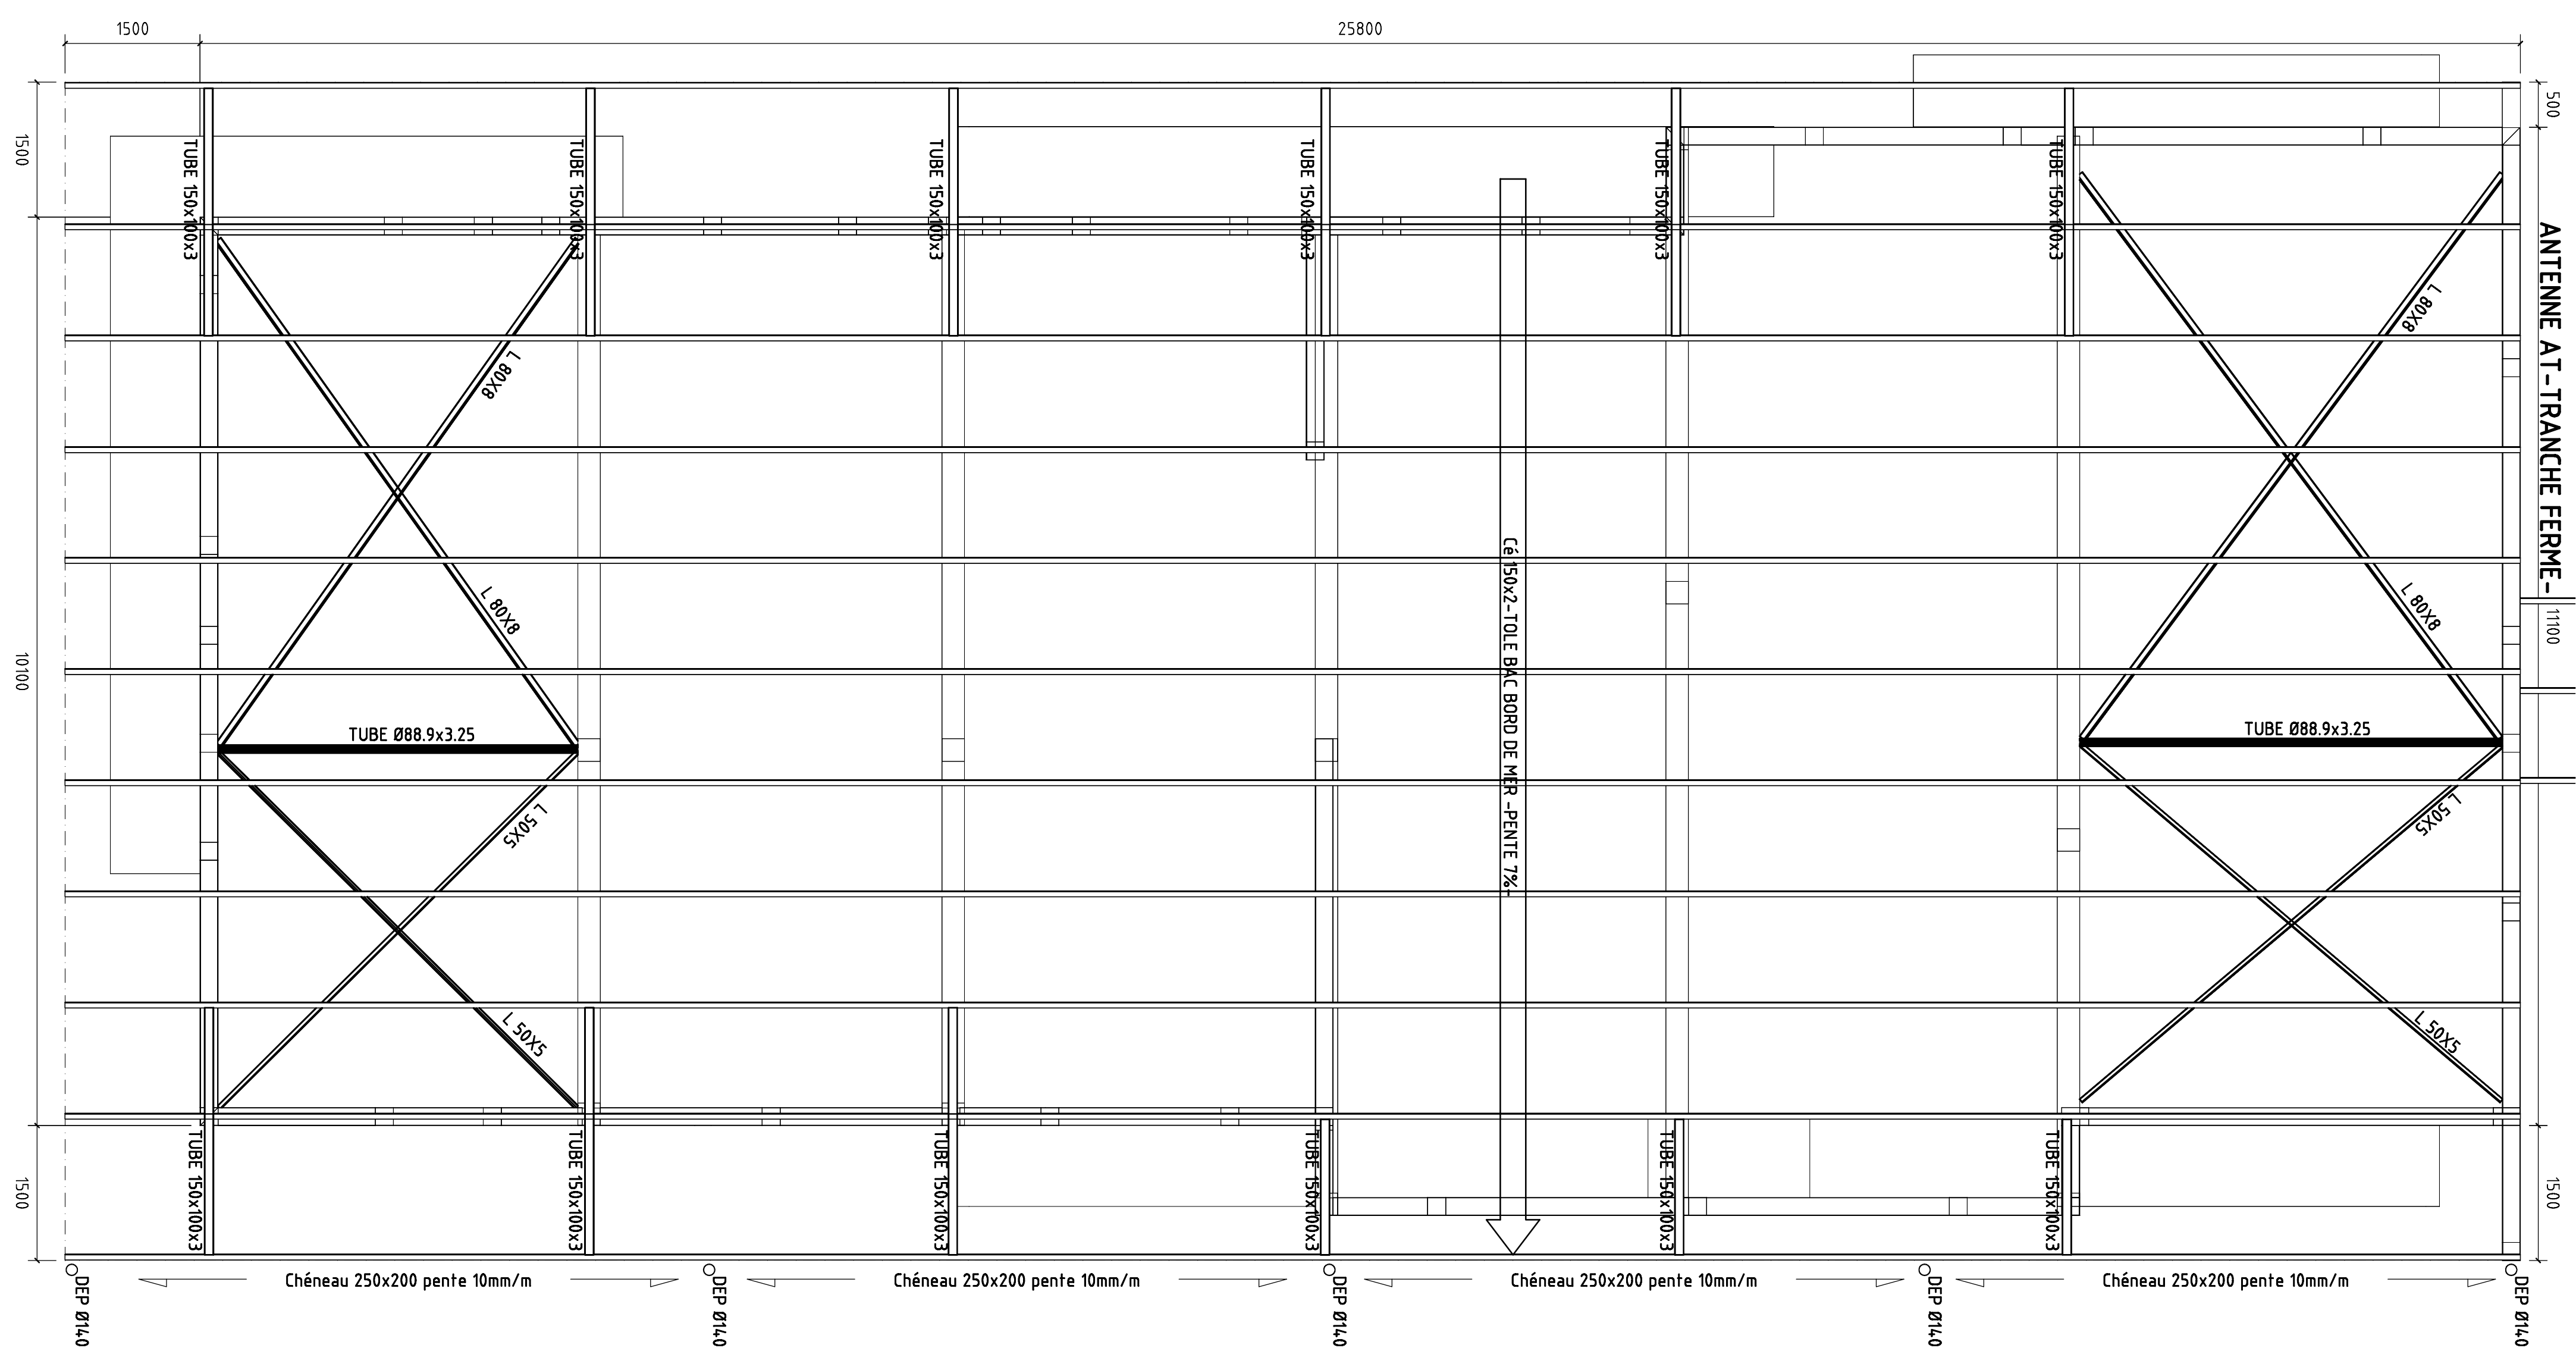 1500
25800
500
1500
TUBE 150x100x3
TUBE 150x100x3
TUBE 150x100x3
TUBE 150x100x3
TUBE 150x100x3
TUBE 150x100x3
ANTENNE AT-TRANCHE FERME-
L 80X8
L 80X8
L 80X8
L 80X8
11100
10100
Cé 150x2-TOLE BAC BORD DE MER -PENTE 7%-
TUBE Ø88.9x3.25
TUBE Ø88.9x3.25
L 50X5
L 50X5
L 50X5
L 50X5
TUBE 150x100x3
TUBE 150x100x3
TUBE 150x100x3
TUBE 150x100x3
TUBE 150x100x3
TUBE 150x100x3
1500
1500
Chéneau 250x200 pente 10mm/m
Chéneau 250x200 pente 10mm/m
Chéneau 250x200 pente 10mm/m
Chéneau 250x200 pente 10mm/m
DEP Ø140
DEP Ø140
DEP Ø140
DEP Ø140
DEP Ø140